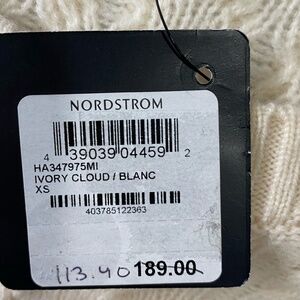 NORDSTROM
4 39039 04459 2
HA347975MI
IVORY CLOUD / BLANC
XS
403785122363
113.40 189.00